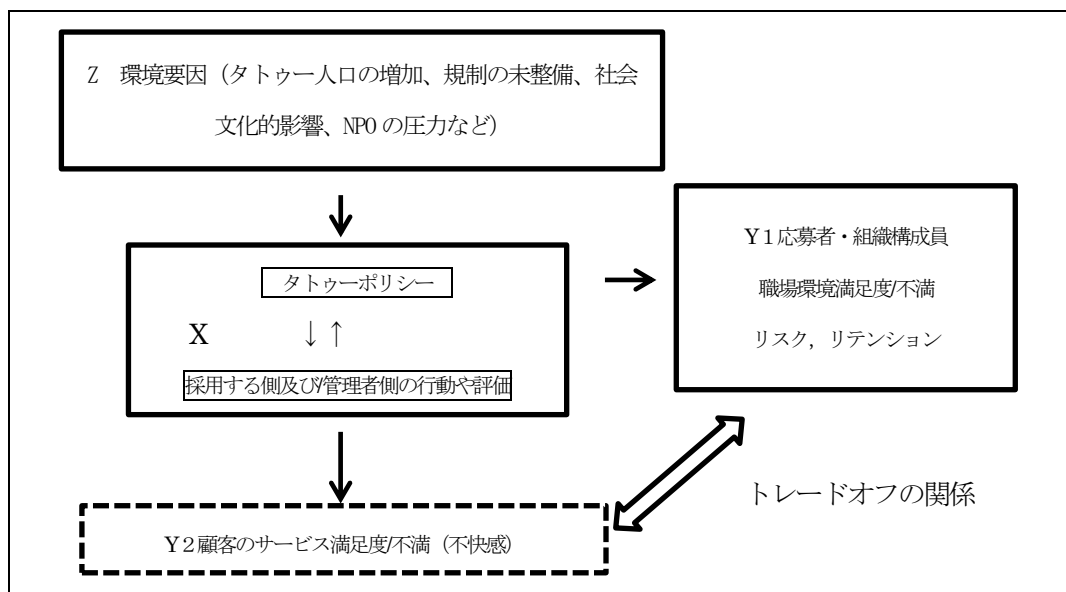 Z　環境要因（タトゥー人口の増加、規制の未整備、社会
文化的影響、NPOの圧力など）
タトゥーポリシー
X　↓↑
採用する側及び/管理者側の行動や評価
Y１応募者・組織構成員
職場環境満足度/不満
リスク，リテンション
トレードオフの関係
Y２顧客のサービス満足度/不満（不快感）